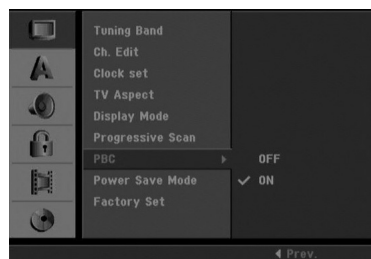 Tuning Band
Ch. Edit
Clock set
TV Aspect
Display Mode
Progressive Scan
PBC OFF
Power Save Mode ON
Factory Set
Prev.